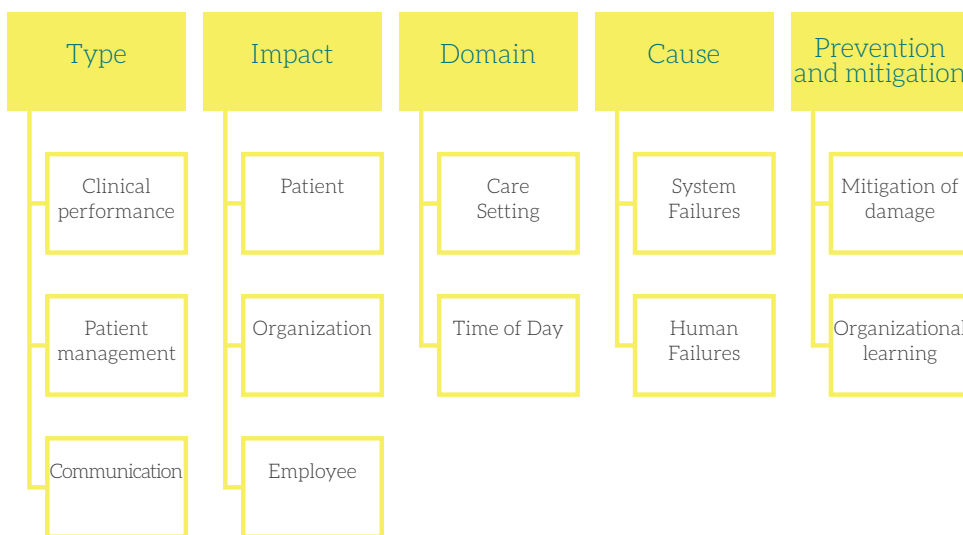 Type
Clinical
performance
Patient
management
Communication
Impact
Patient
Organization
Employee
Domain
Care
Setting
Time of Day
Cause
System
Failures
Human
Failures
Prevention
and mitigation
Mitigation of
damage
Organizational
learning